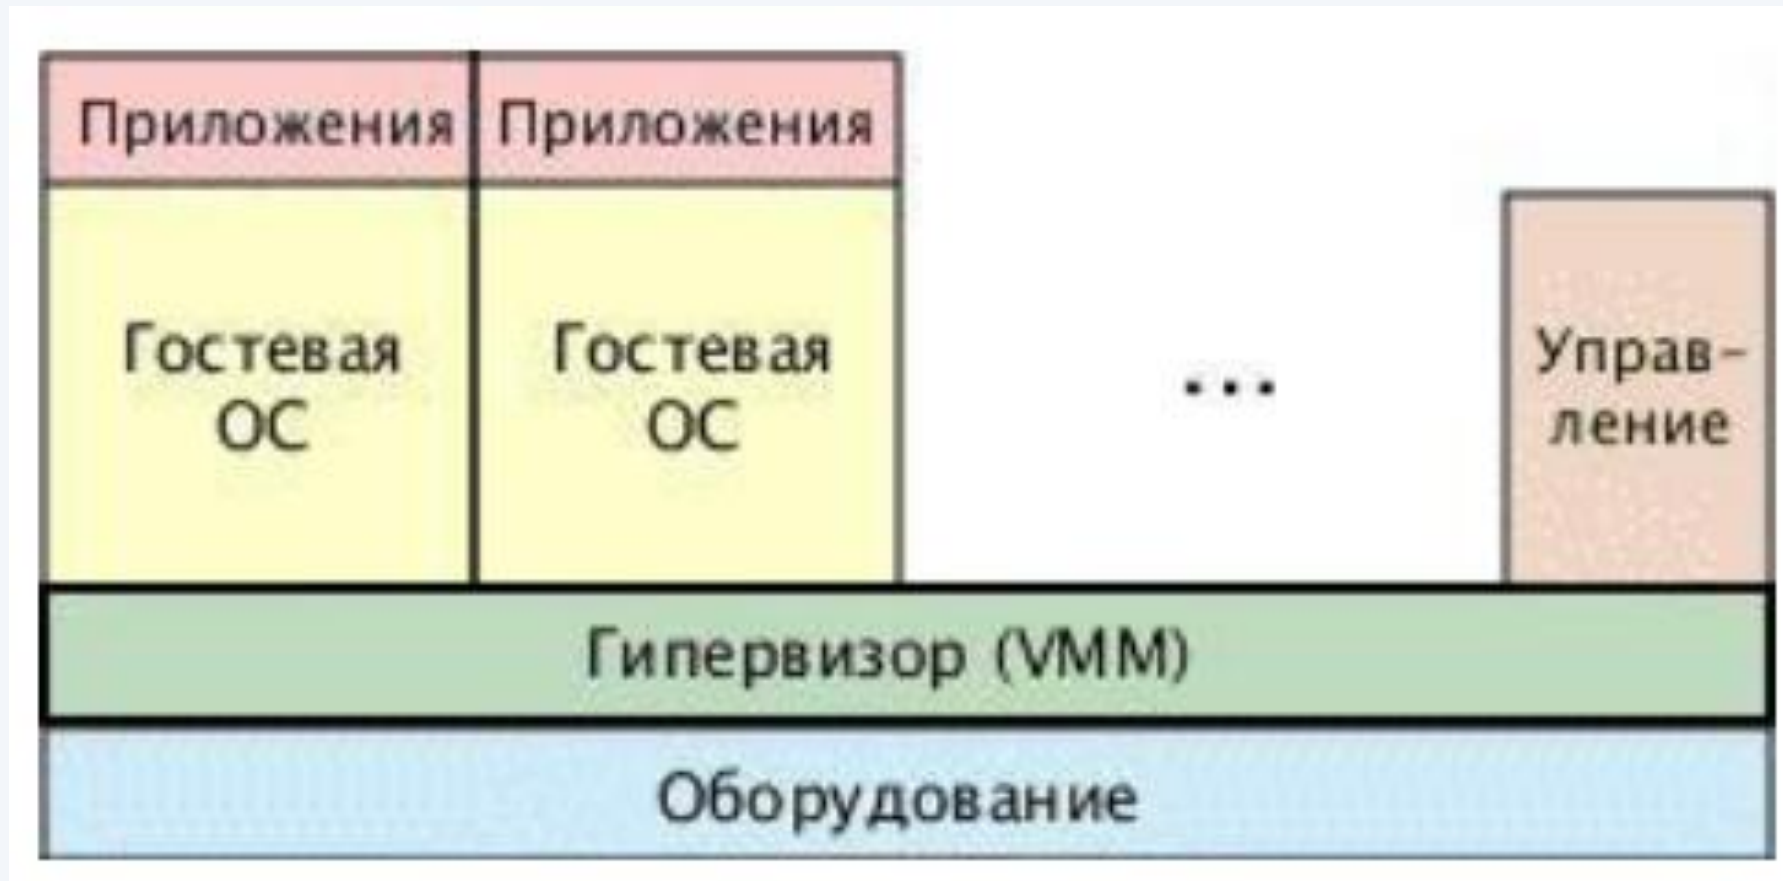 Приложения Приложения
Гостевая
ОС
Гостевая
ОС
...
Управ-
ление
Гипервизор (VMM)
Оборудование